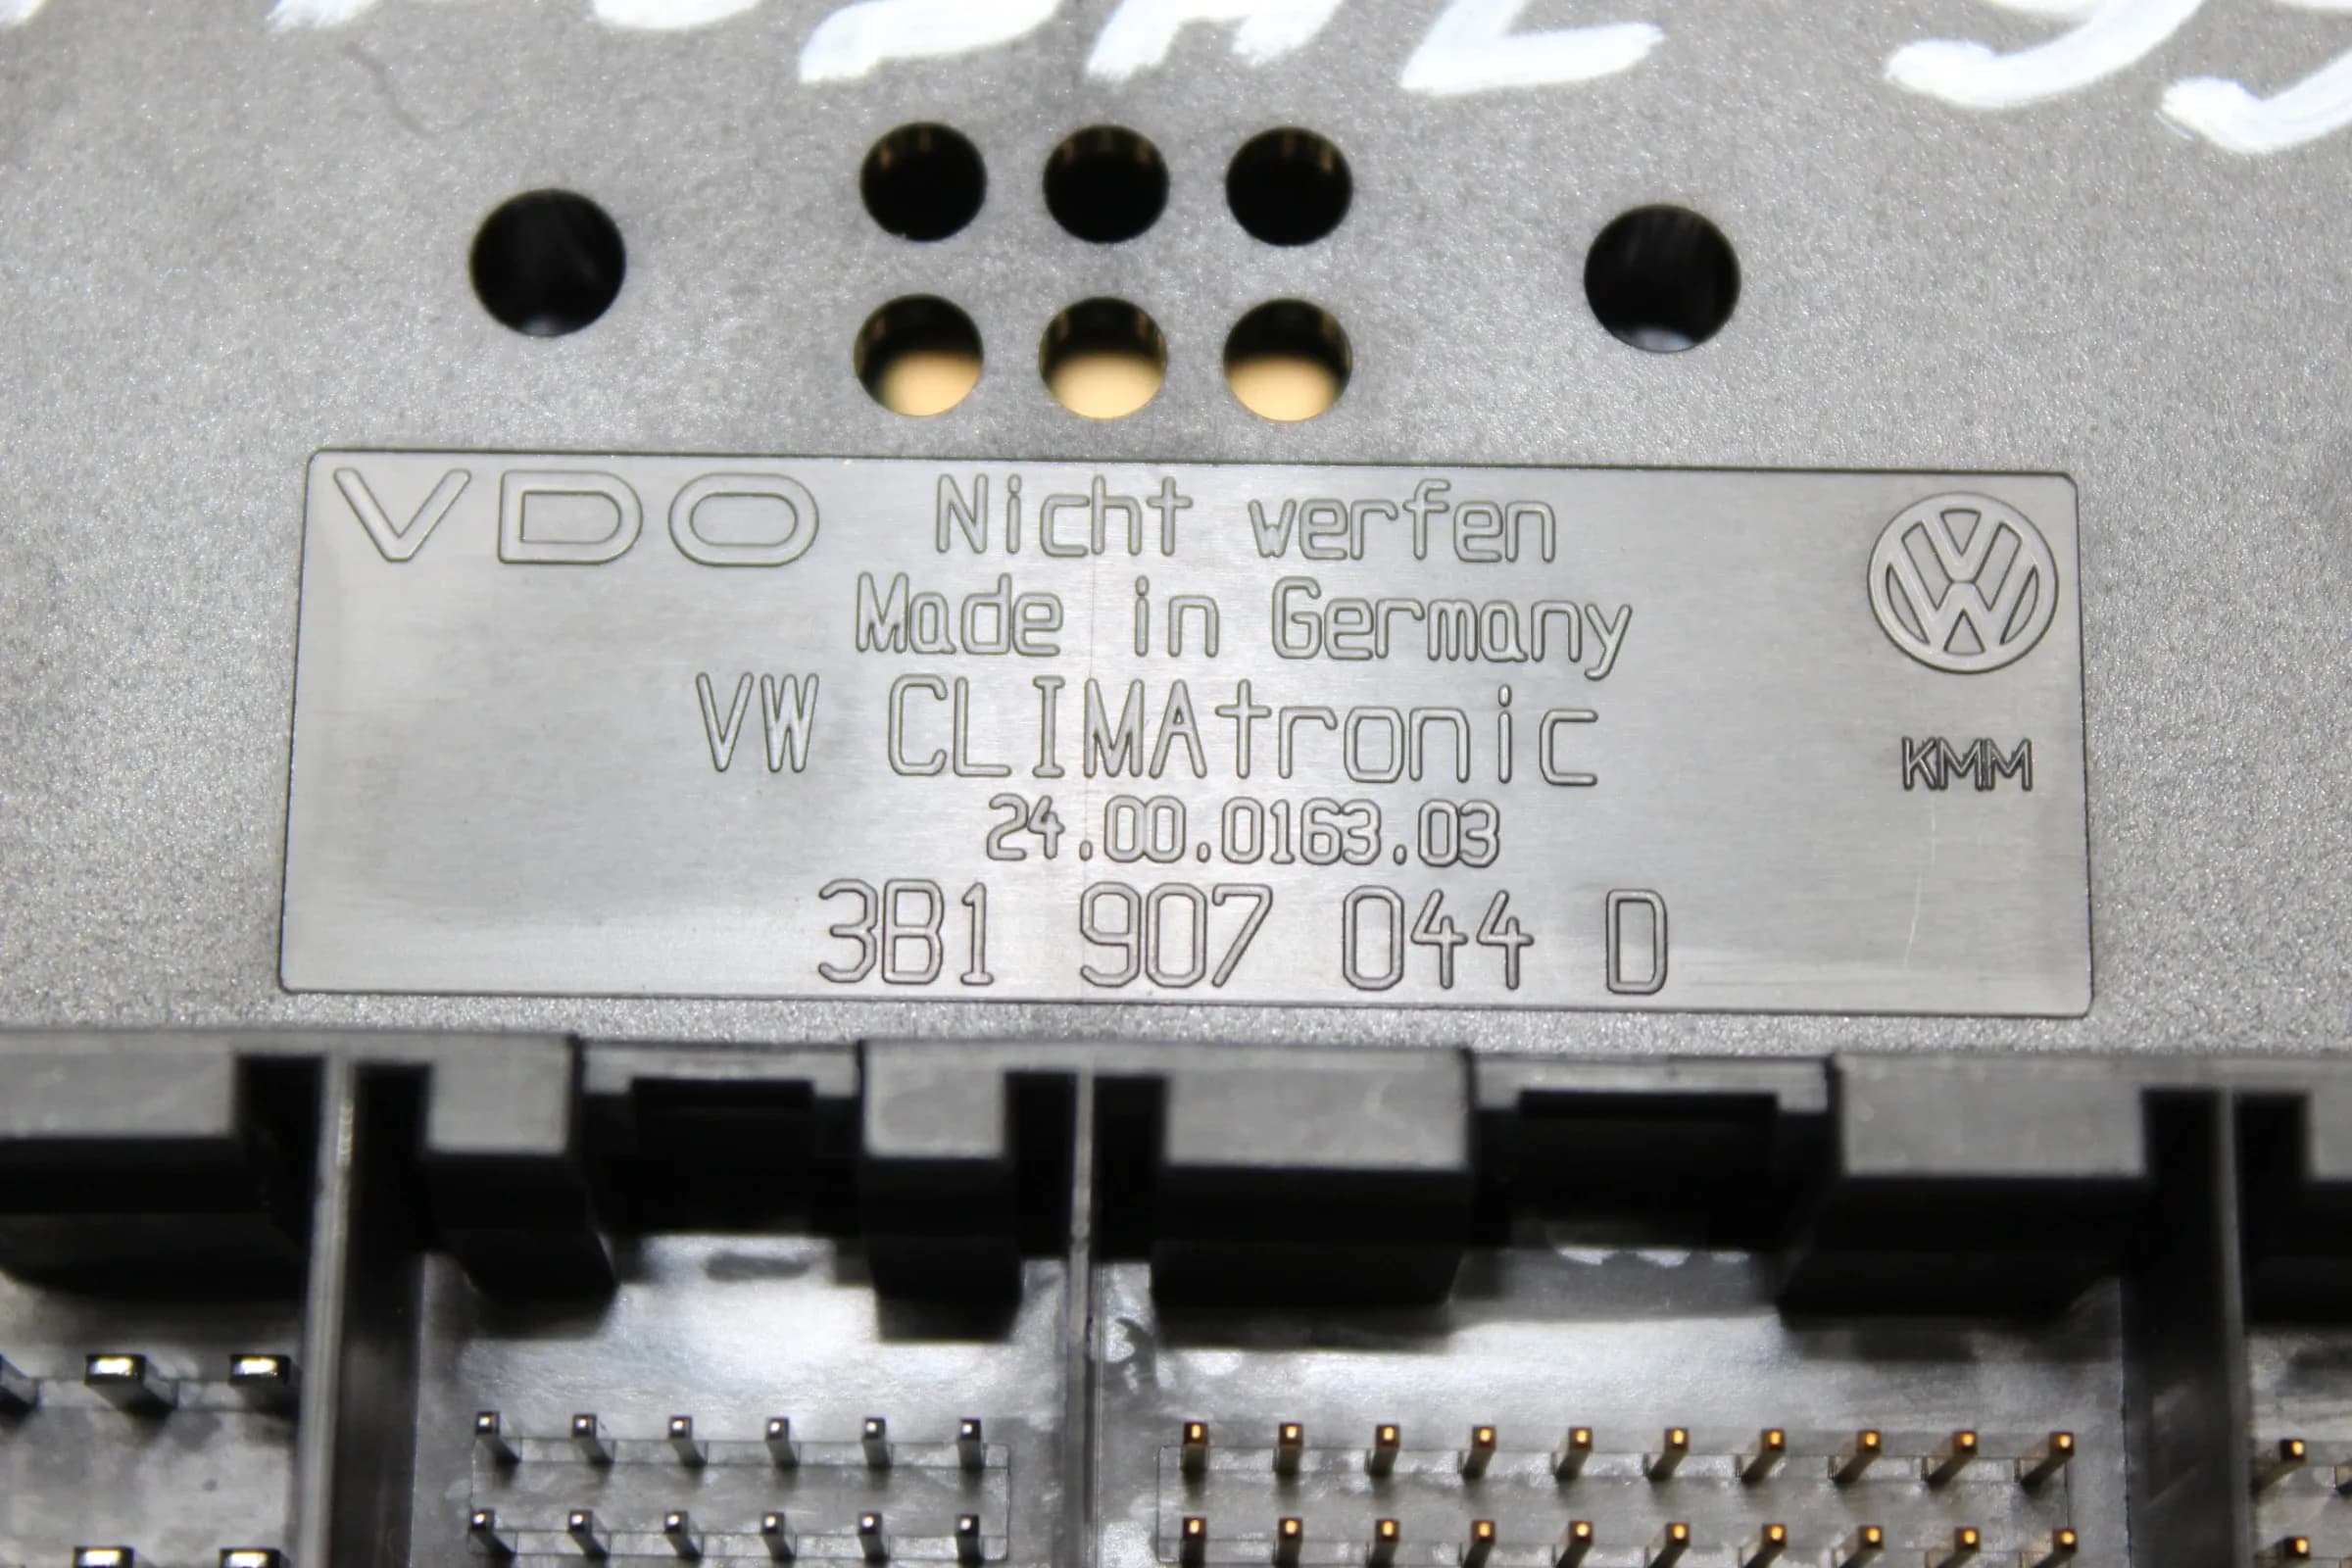 VDO Nicht werfen
Made in Germany
VW CLIMAtronic
KMM
24.00.0163.03
3B1 907 044 D